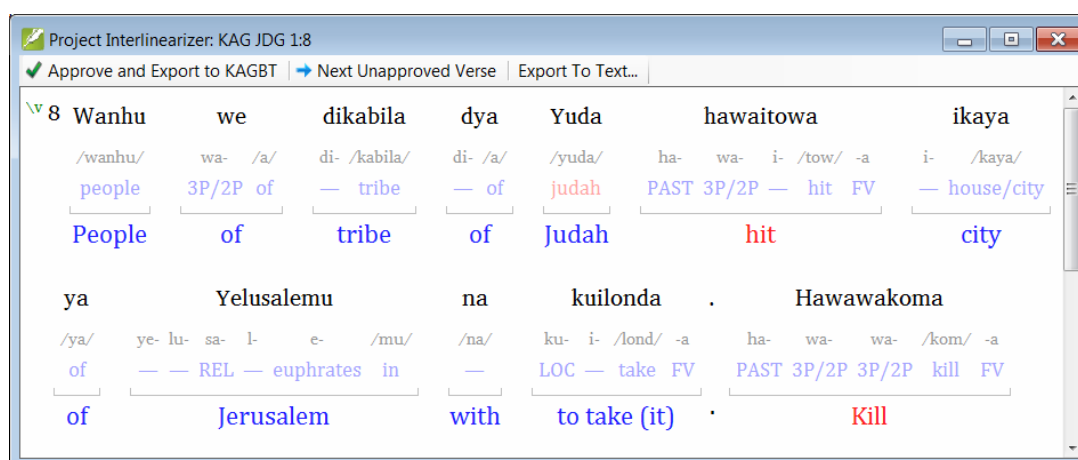 Project Interlinearizer: KAG JDG 1:8
Approve and Export to KAGBT Next Unapproved Verse Export To Text...
\v 8 Wanhu we dikabila dya Yuda hawaitowa ikaya
/wanhu/ wa- /a/ di- /kabila/ di- /a/ /yuda/ ha- wa- i- /tow/ -a i- /kaya/
people 3P/2P of — tribe — of judah PAST 3P/2P — hit FV — house/city
People of tribe of Judah hit city
ya Yelusalemu na kuilonda . Hawawakoma
/ya/ ye- lu- sa- l- e- /mu/ /na/ ku- i- /lond/ -a ha- wa- wa- /kom/ -a
of — — REL — euphrates in — LOC — take FV PAST 3P/2P 3P/2P kill FV
of Jerusalem with to take (it) . Kill